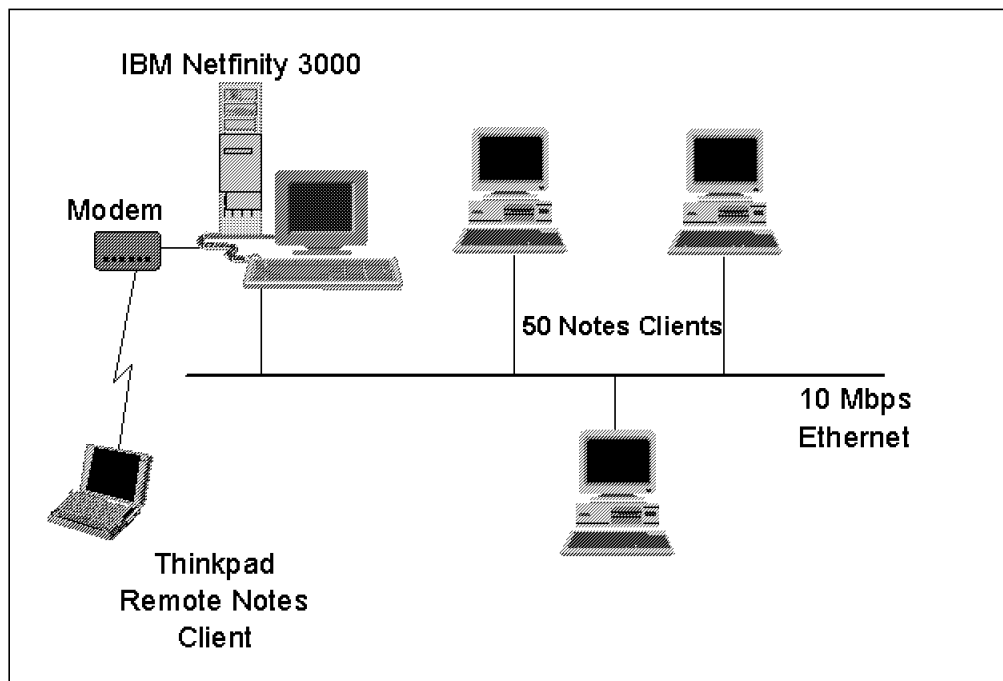 IBM Netfinity 3000
Modem
50 Notes Clients
10 Mbps
Ethernet
Thinkpad
Remote Notes
Client